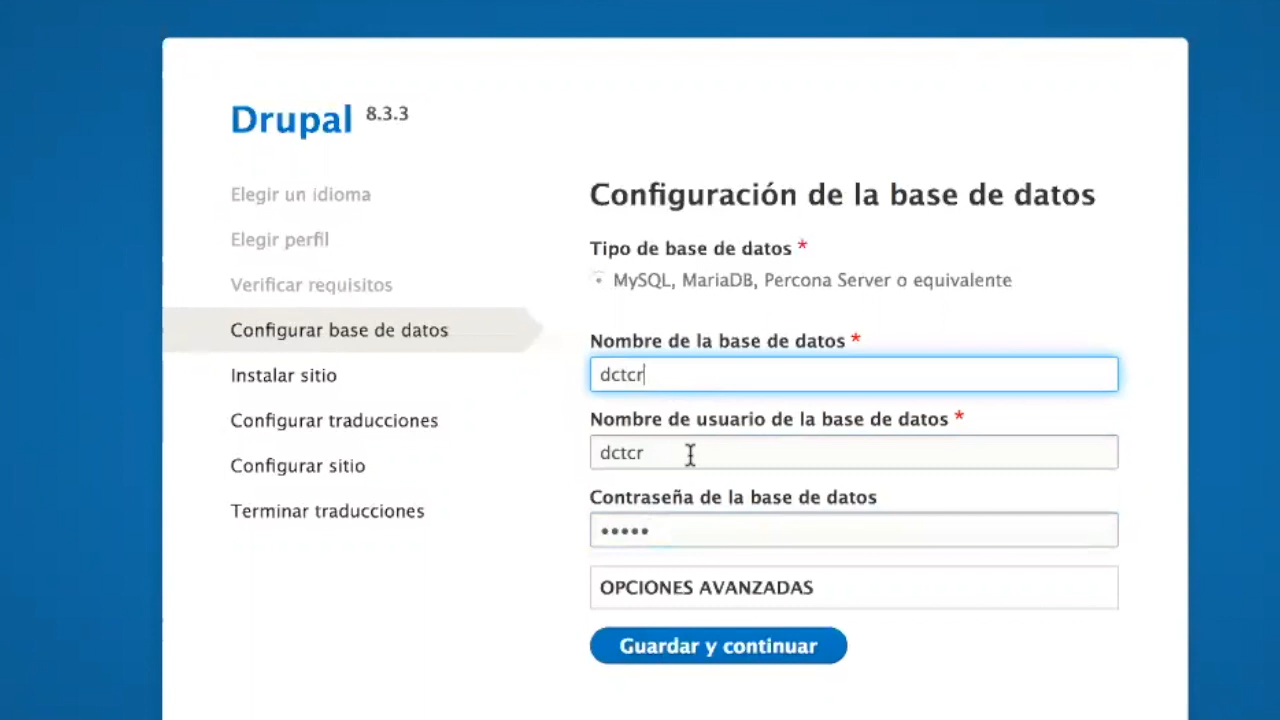 Drupal 8.3.3
Elegir un idioma
Elegir perfil
Verificar requisitos
Configurar base de datos
Instalar sitio
Configurar traducciones
Configurar sitio
Terminar traducciones
Configuración de la base de datos
Tipo de base de datos *
MySQL, MariaDB, Percona Server o equivalente
Nombre de la base de datos *
dctcr
Nombre de usuario de la base de datos *
dctcr
Contraseña de la base de datos
•••••
OPCIONES AVANZADAS
Guardar y continuar